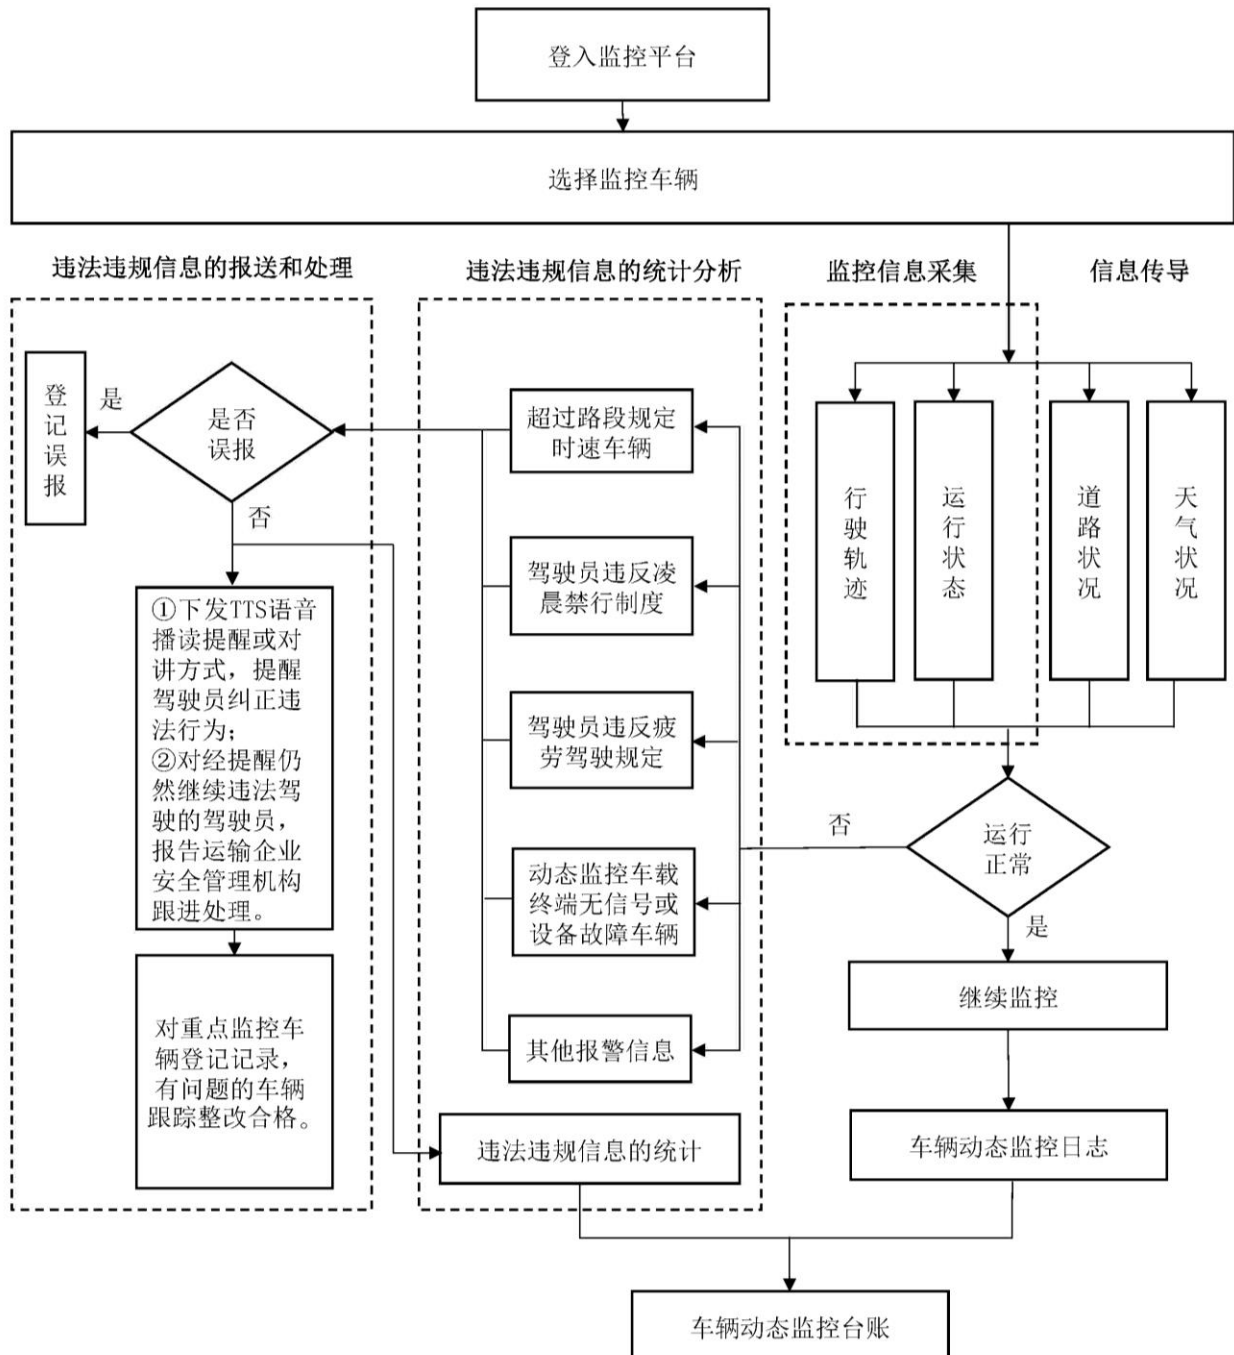 登入监控平台
选择监控车辆
违法违规信息的报送和处理
违法违规信息的统计分析
监控信息采集
信息传导
登记误报
是
是否
误报
否
①下发TTS语音
播读提醒或对
讲方式，提醒
驾驶员纠正违
法行为；
②对经提醒仍
然继续违法驾
驶的驾驶员，
报告运输企业
安全管理机构
跟进处理。
对重点监控车
辆登记记录，
有问题的车辆
跟踪整改合格。
超过路段规定
时速车辆
驾驶员违反凌
晨禁行制度
驾驶员违反疲
劳驾驶规定
动态监控车载
终端无信号或
设备故障车辆
其他报警信息
违法违规信息的统计
行驶轨迹
运行状态
道路状况
天气状况
否
运行
正常
是
继续监控
车辆动态监控日志
车辆动态监控台账